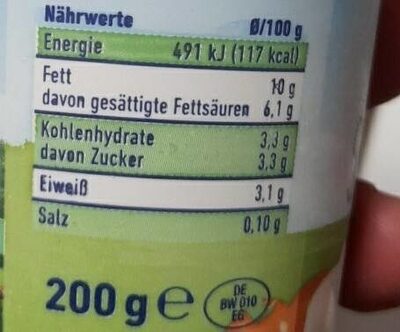 Nährwerte Ø/100 g
Energie 491 kJ (117 kcal)
Fett 10 g
davon gesättigte Fettsäuren 6,1 g
Kohlenhydrate 3,3 g
davon Zucker 3,3 g
Eiweiß 3,1 g
Salz 0,10 g
200 g e
DE
BW 010
EG